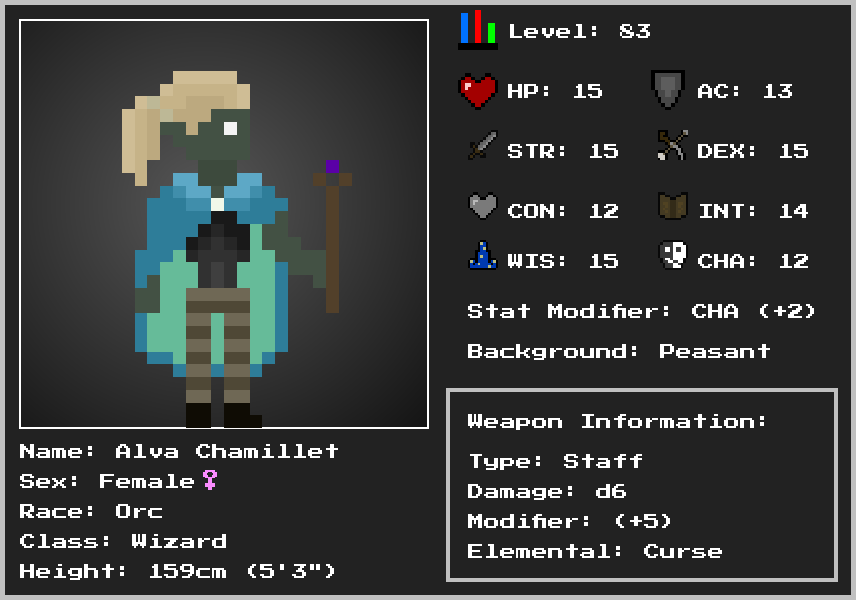 Level: 83
HP: 15
AC: 13
STR: 15
DEX: 15
CON: 12
INT: 14
WIS: 15
CHA: 12
Stat Modifier: CHA (+2)
Background: Peasant
Weapon Information:
Type: Staff
Damage: d6
Modifier: (+5)
Elemental: Curse
Name: Alva Chamillet
Sex: Female♀
Race: Orc
Class: Wizard
Height: 159cm (5'3")